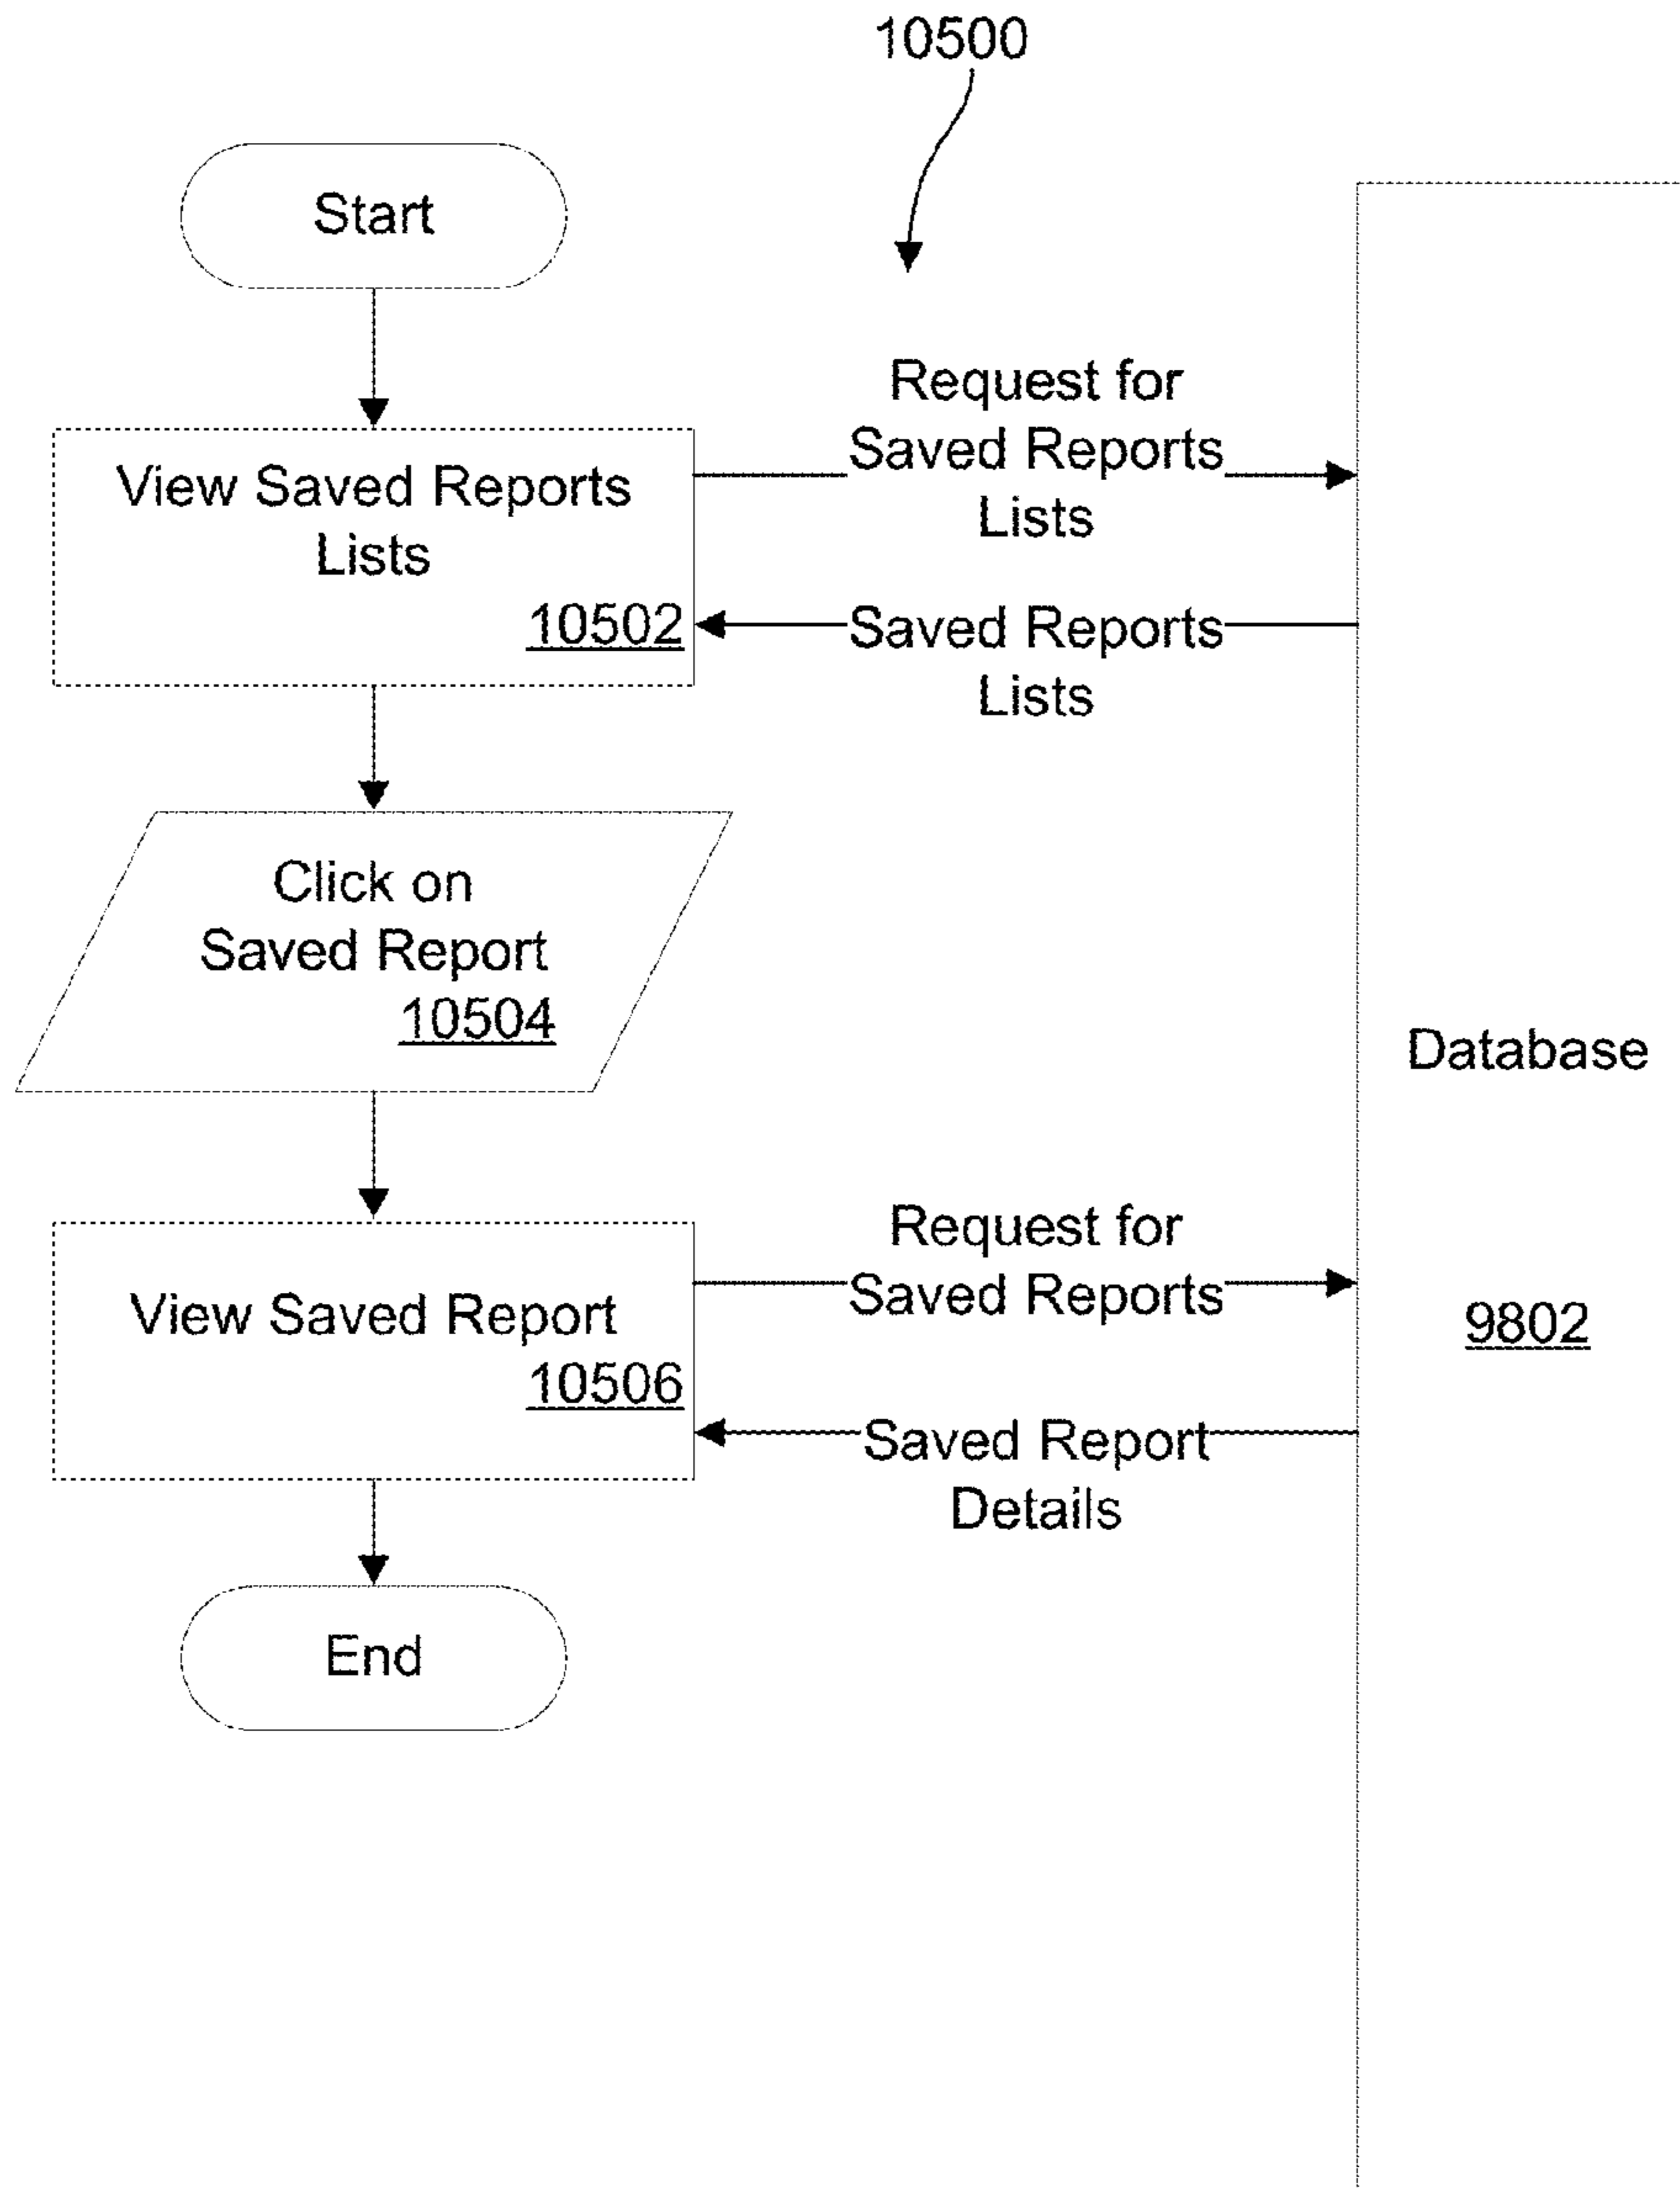 10500
Start
View Saved Reports
Lists
10502
Request for
Saved Reports
Lists
Saved Reports
Lists
Click on
Saved Report
10504
Database
View Saved Report
10506
Request for
Saved Reports
9802
Saved Report
Details
End